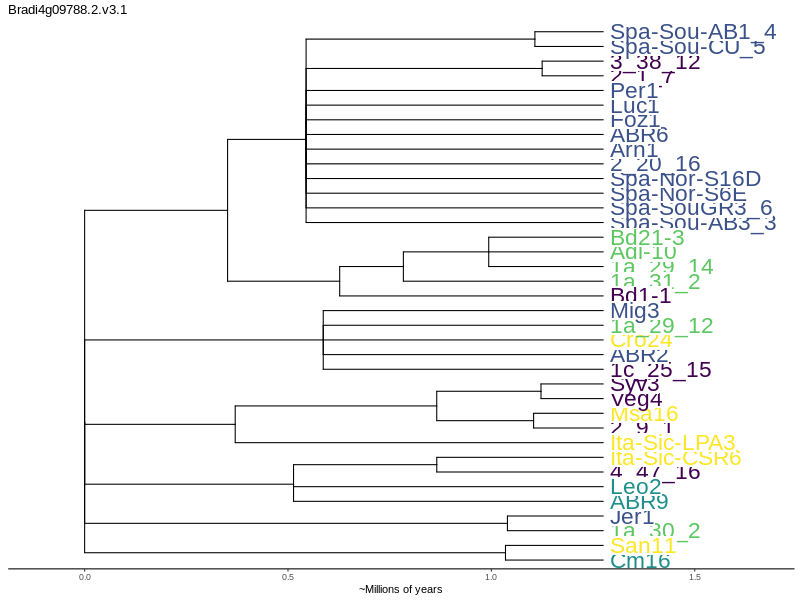 Bradi4g09788.2.v3.1
Spa-Sou-AB1_4
Spa-Sou-CU_5
3_38_12
2_1_7
Per1
Luc1
Foz1
ABR6
Arn1
2_20_16
Spa-Nor-S16D
Spa-Nor-S6E
Spa-SouGR3_6
Spa-Sou-AB3_3
Bd21-3
Adi-10
1a_29_14
1a_31_2
Bd1-1
Mig3
1a_29_12
Cro24
ABR2
1c_25_15
Syv3
Veg4
Msa16
2_9_1
Ita-Sic-LPA3
Ita-Sic-CSR6
4_47_16
Leo2
ABR9
Jer1
1a_30_2
San11
Cm16
0.0 0.5 1.0 1.5
~Millions of years